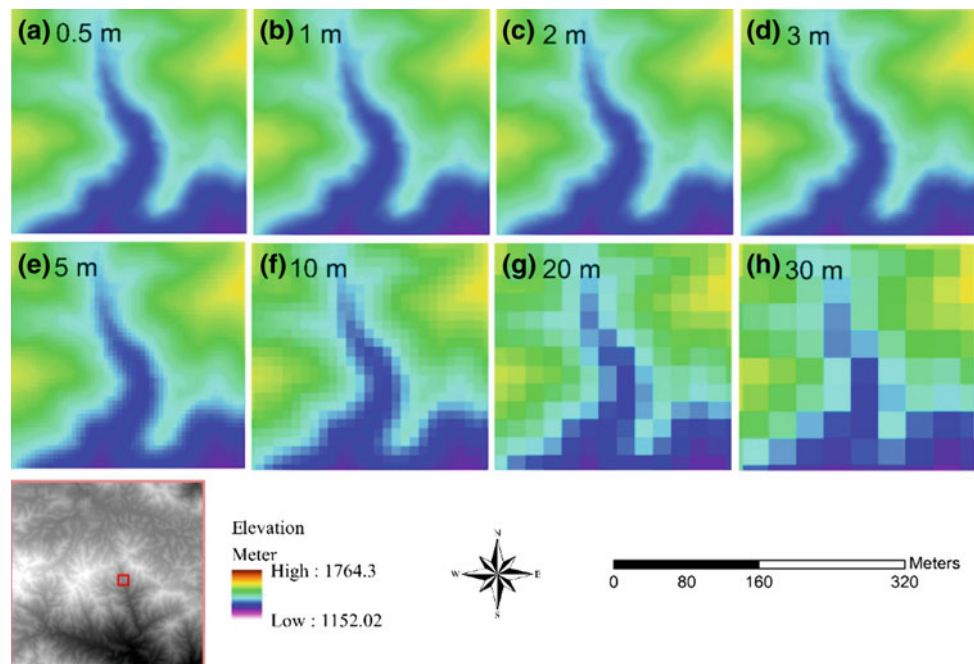 (a) 0.5 m
(b) 1 m
(c) 2 m
(d) 3 m
(e) 5 m
(f) 10 m
(g) 20 m
(h) 30 m
Elevation
Meter
High : 1764.3
Low : 1152.02
N
W E
S
Meters
0 80 160 320